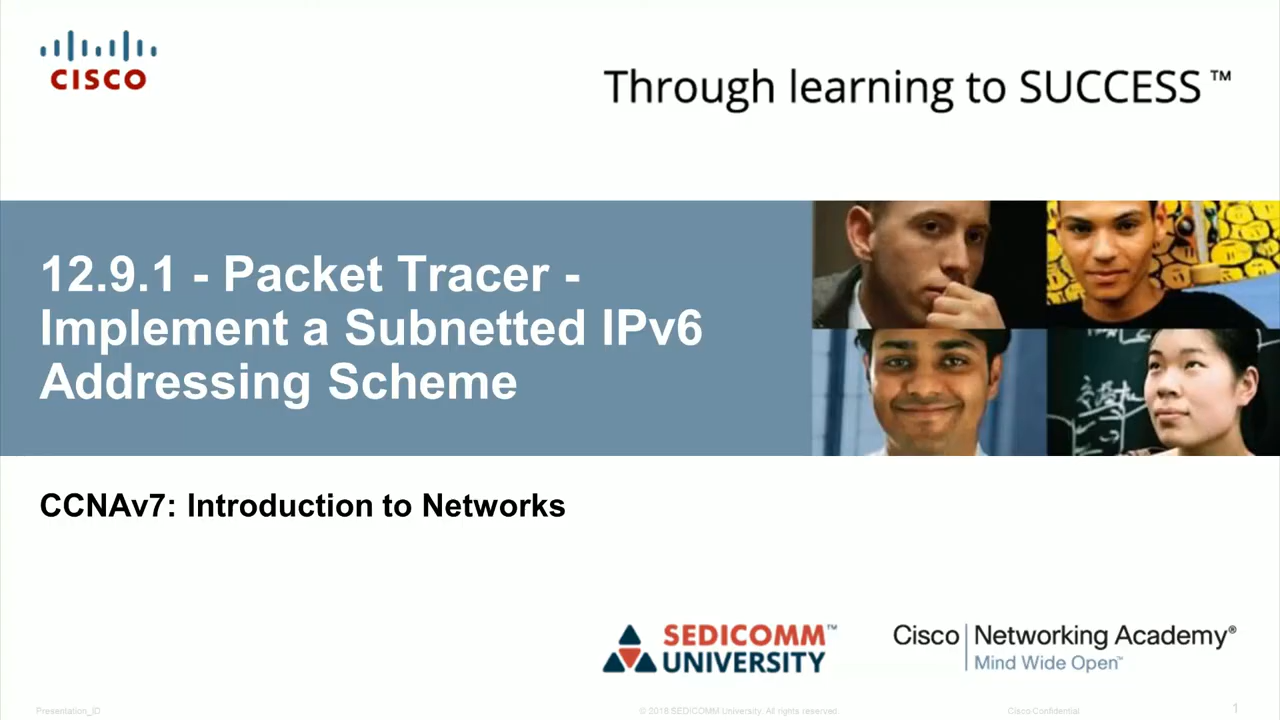 CISCO
Through learning to SUCCESS™
12.9.1 - Packet Tracer -
Implement a Subnetted IPv6
Addressing Scheme
CCNAv7: Introduction to Networks
SEDICOMM™
UNIVERSITY
Cisco Networking Academy®
Mind Wide Open™
Presentation_ID
© 2018 SEDICOMM University. All rights reserved.
Cisco Confidential
1